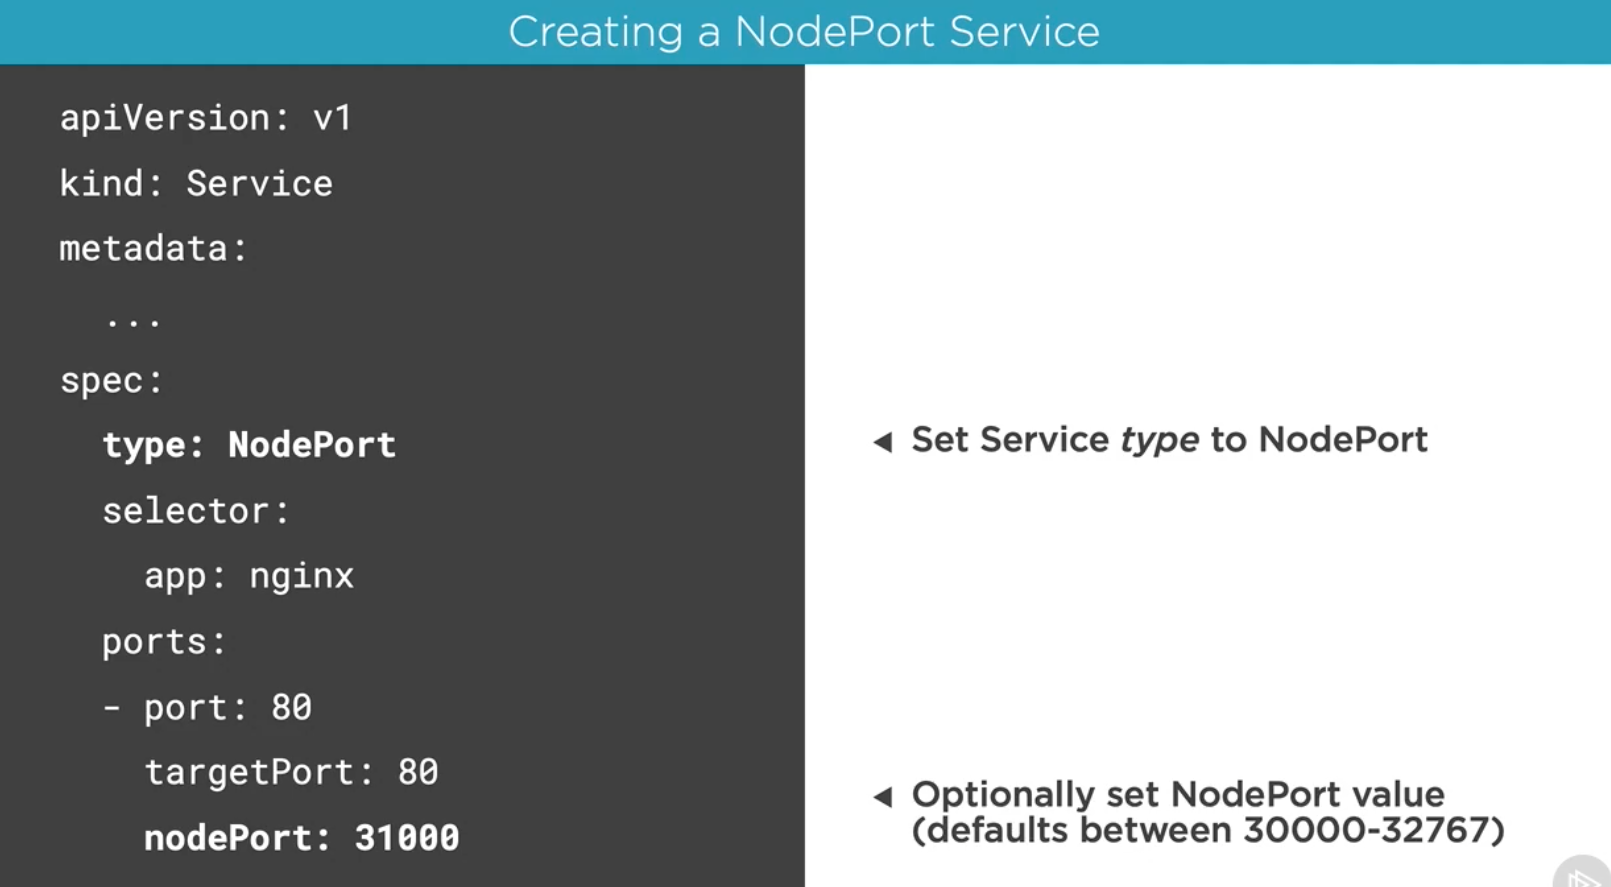 Creating a NodePort Service
apiVersion: v1
kind: Service
metadata:
  ...
spec:
  type: NodePort
  selector:
    app: nginx
  ports:
  - port: 80
    targetPort: 80
    nodePort: 31000
Set Service type to NodePort
Optionally set NodePort value
(defaults between 30000-32767)